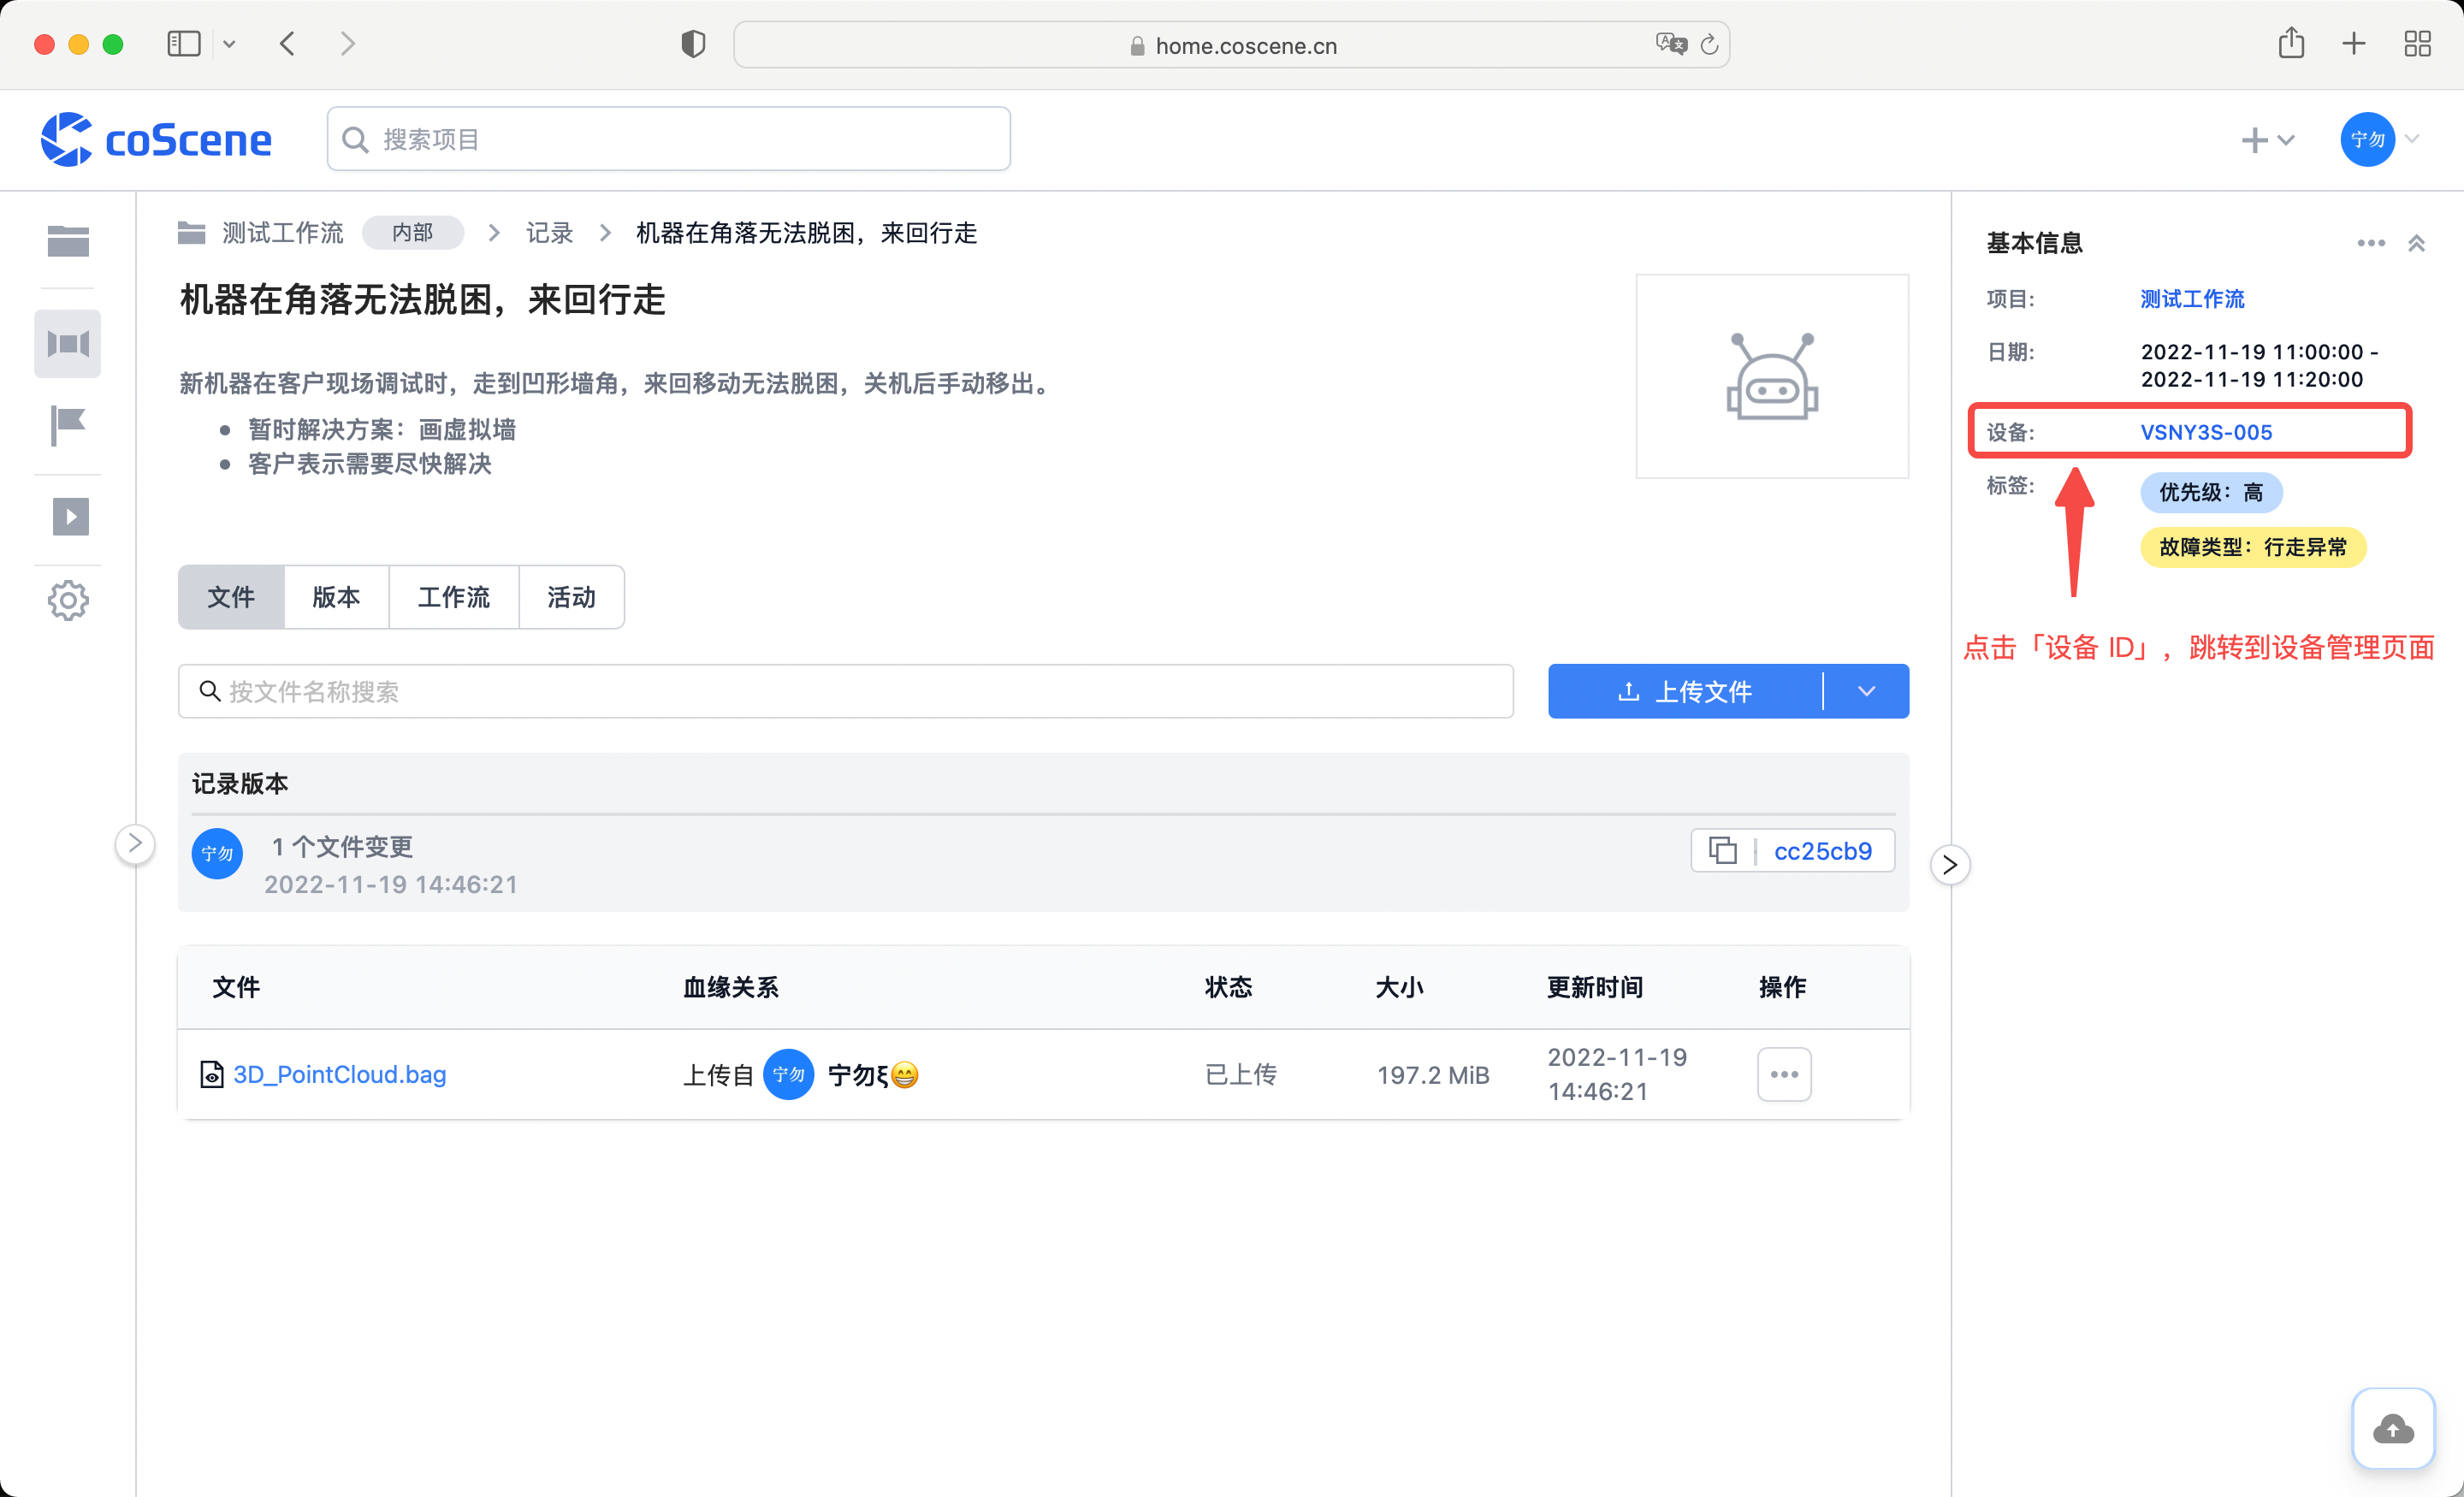 home.coscene.cn
coScene
搜索项目
宁勿
测试工作流 内部 记录 机器在角落无法脱困，来回行走
机器在角落无法脱困，来回行走
新机器在客户现场调试时，走到凹形墙角，来回移动无法脱困，关机后手动移出。
暂时解决方案：画虚拟墙
客户表示需要尽快解决
文件 版本 工作流 活动
按文件名称搜索
上传文件
记录版本
宁勿 1 个文件变更
2022-11-19 14:46:21
cc25cb9
文件 血缘关系 状态 大小 更新时间 操作
3D_PointCloud.bag 上传自 宁勿 宁勿ξ😄 已上传 197.2 MiB 2022-11-19
14:46:21
基本信息
项目: 测试工作流
日期: 2022-11-19 11:00:00 -
2022-11-19 11:20:00
设备: VSNY3S-005
标签: 优先级：高
故障类型：行走异常
点击「设备 ID」，跳转到设备管理页面